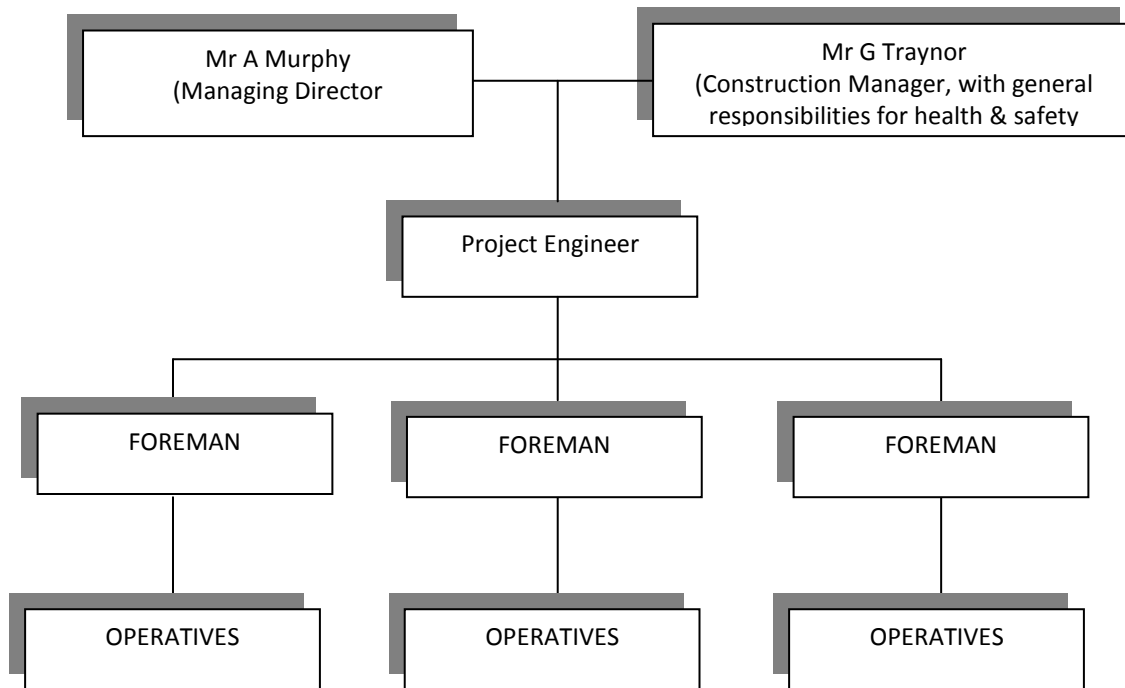 Mr A Murphy
(Managing Director
Mr G Traynor
(Construction Manager, with general
responsibilities for health & safety
Project Engineer
FOREMAN
FOREMAN
FOREMAN
OPERATIVES
OPERATIVES
OPERATIVES